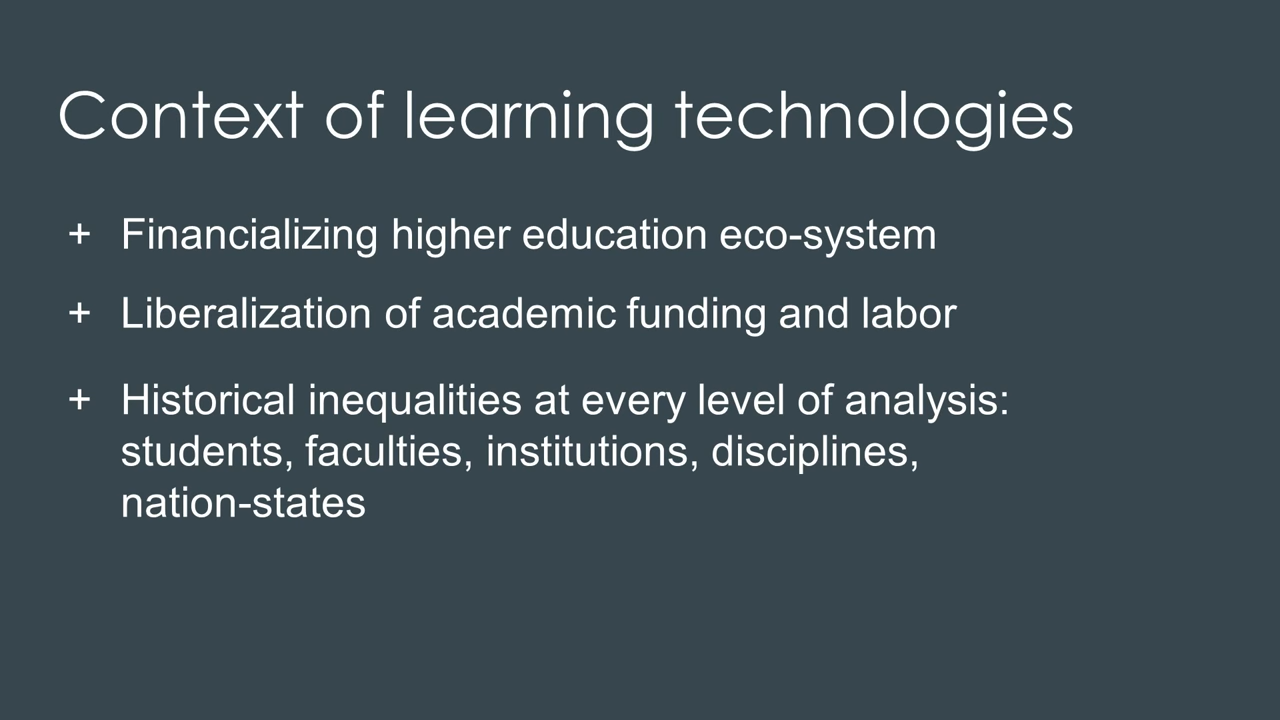 Context of learning technologies
+ Financializing higher education eco-system
+ Liberalization of academic funding and labor
+ Historical inequalities at every level of analysis:
students, faculties, institutions, disciplines,
nation-states